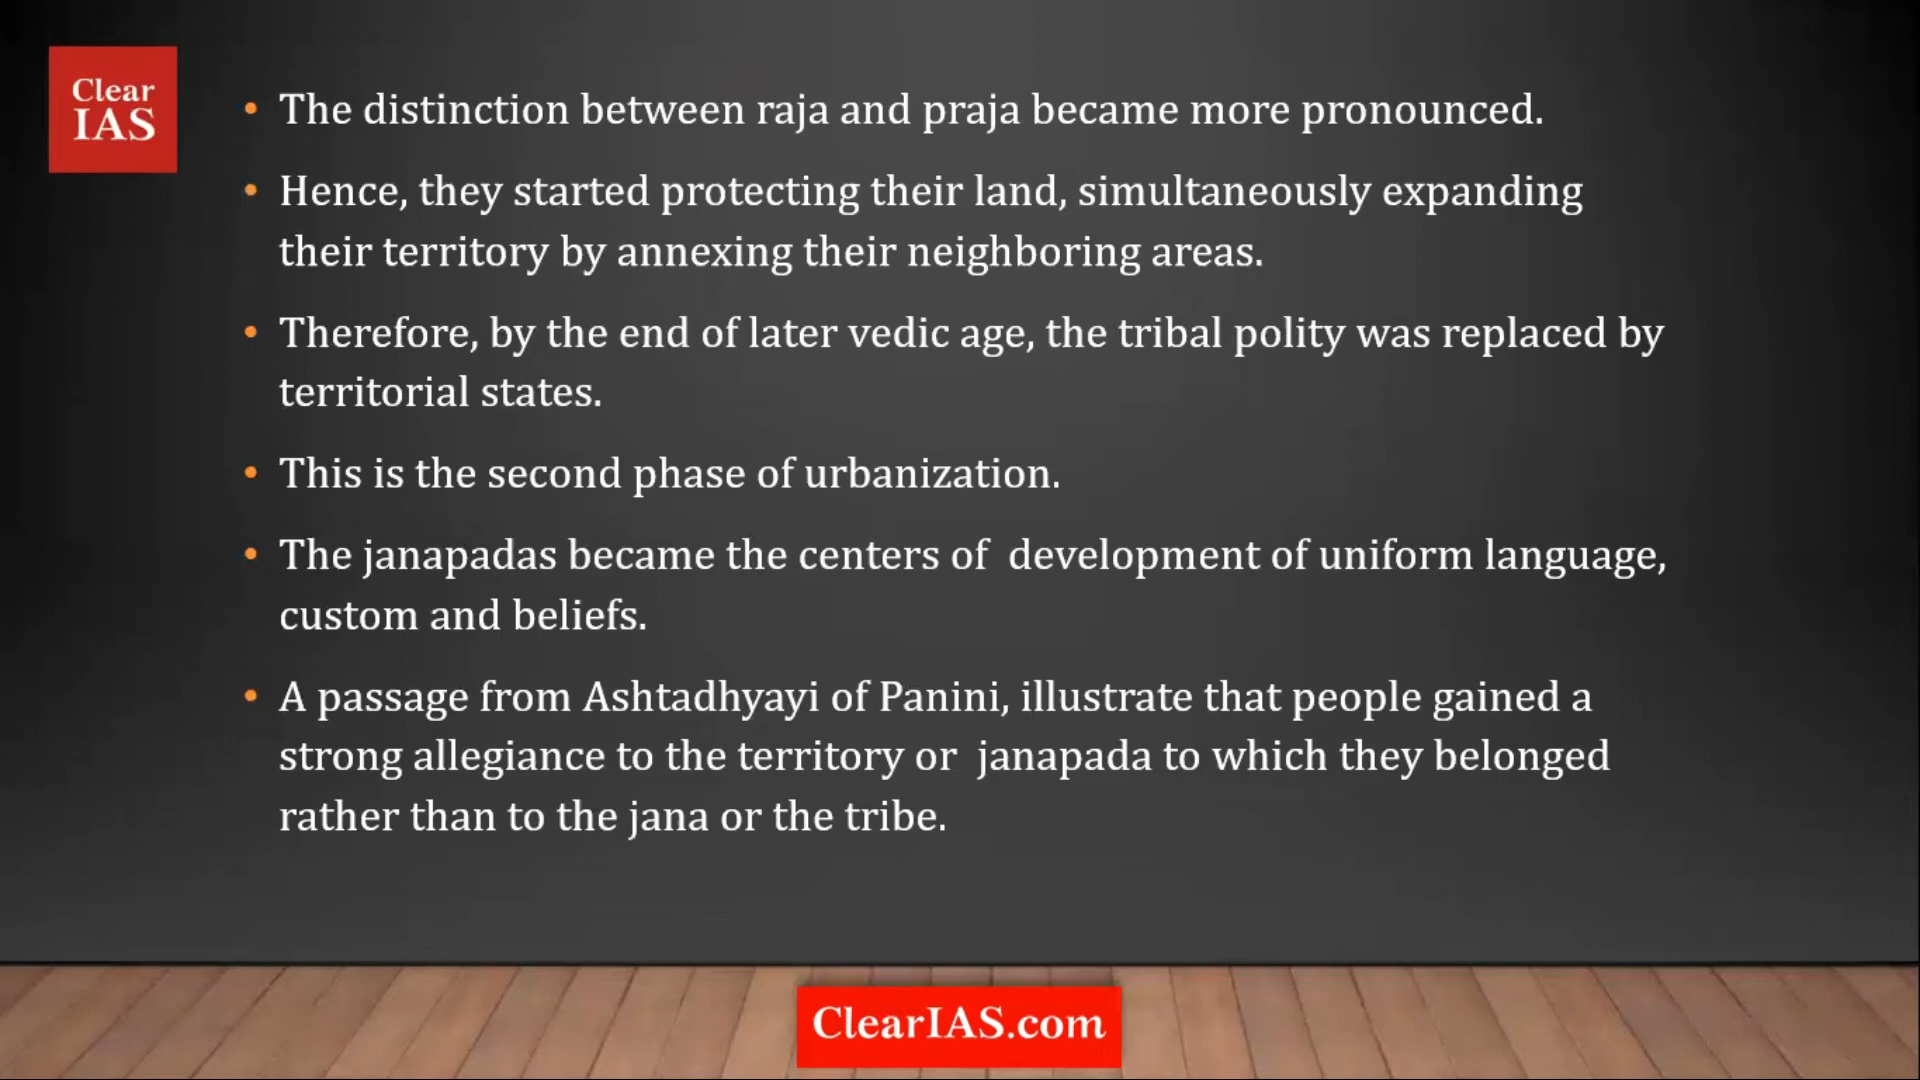 Clear
IAS
• The distinction between raja and praja became more pronounced.
• Hence, they started protecting their land, simultaneously expanding
their territory by annexing their neighboring areas.
• Therefore, by the end of later vedic age, the tribal polity was replaced by
territorial states.
• This is the second phase of urbanization.
• The janapadas became the centers of  development of uniform language,
custom and beliefs.
• A passage from Ashtadhyayi of Panini, illustrate that people gained a
strong allegiance to the territory or  janapada to which they belonged
rather than to the jana or the tribe.
ClearIAS.com